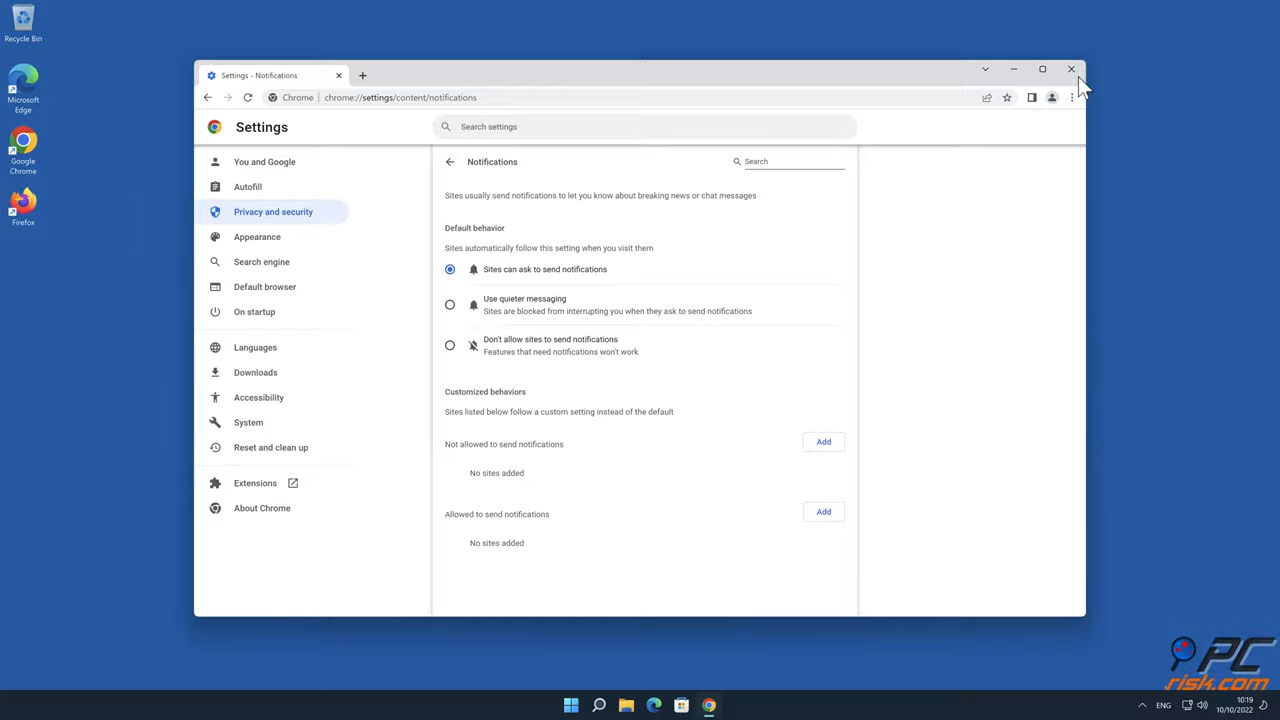 Recycle Bin
Microsoft
Edge
Google
Chrome
Firefox
Settings - Notifications
Chrome | chrome://settings/content/notifications
Settings
Search settings
You and Google
Autofill
Privacy and security
Appearance
Search engine
Default browser
On startup
Languages
Downloads
Accessibility
System
Reset and clean up
Extensions
About Chrome
Notifications
Search
Sites usually send notifications to let you know about breaking news or chat messages
Default behavior
Sites automatically follow this setting when you visit them
Sites can ask to send notifications
Use quieter messaging
Sites are blocked from interrupting you when they ask to send notifications
Don't allow sites to send notifications
Features that need notifications won't work
Customized behaviors
Sites listed below follow a custom setting instead of the default
Not allowed to send notifications
Add
No sites added
Allowed to send notifications
Add
No sites added
PC
risk.com
ENG
10:19
10/10/2022